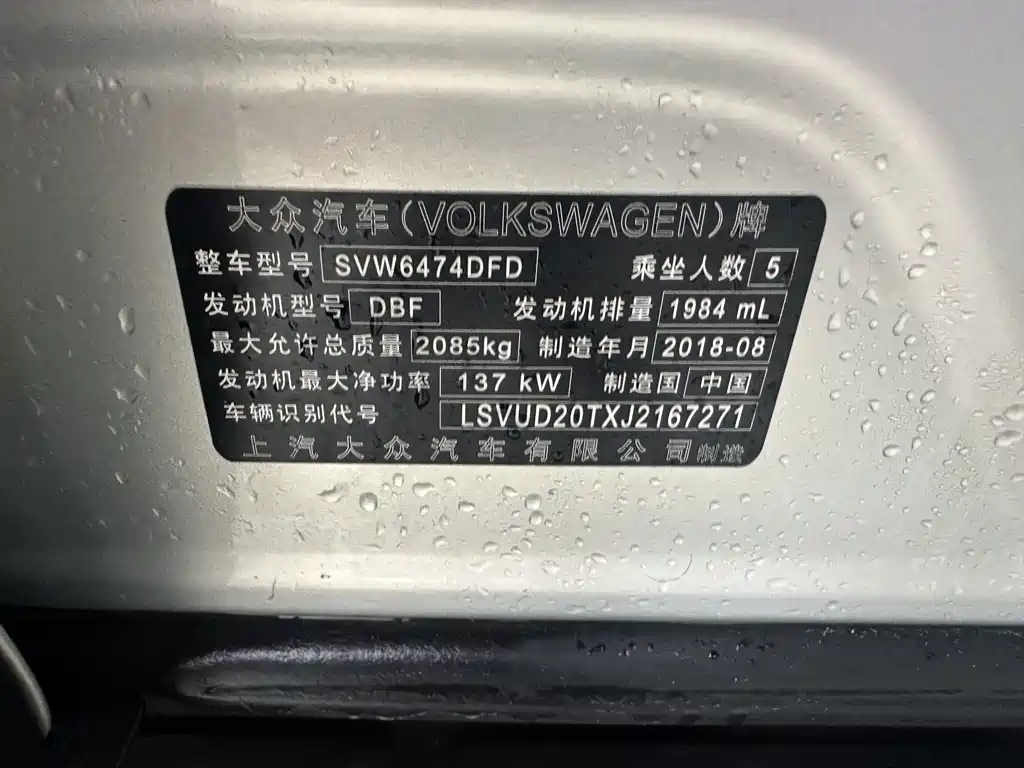 大众汽车(VOLKSWAGEN)牌
整车型号 SVW6474DFD 乘坐人数 5
发动机型号 DBF 发动机排量 1984 mL
最大允许总质量 2085kg 制造年月 2018-08
发动机最大净功率 137 kW 制造国 中国
车辆识别代号 LSVUD20TXJ2167271
上汽大众汽车有限公司制造